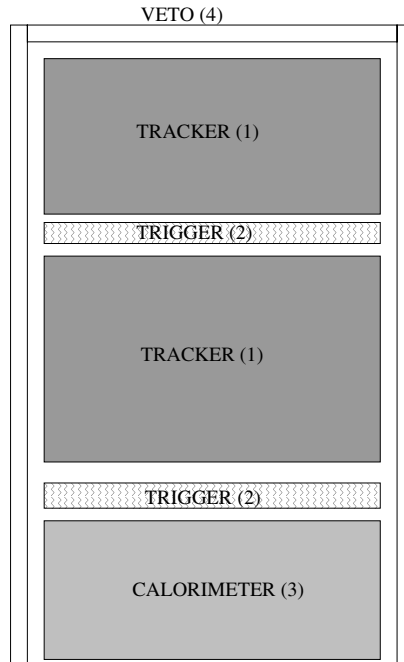 VETO (4)
TRACKER (1)
TRIGGER (2)
TRACKER (1)
TRIGGER (2)
CALORIMETER (3)